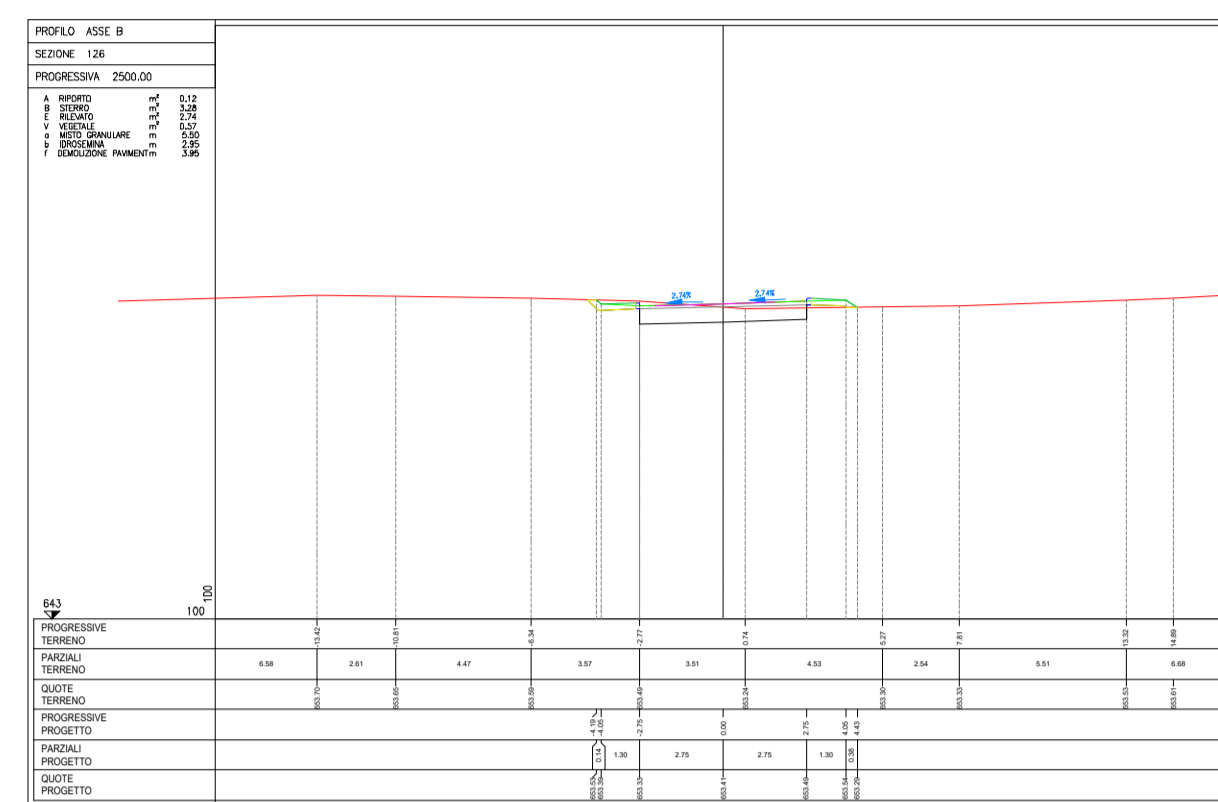 PROFILO ASSE B
SEZIONE 126
PROGRESSIVA 2500.00
A RIPORTO m² 0.12
B STERRO m² 3.28
E RILEVATO m² 2.74
V VEGETALE m² 0.57
a MISTO GRANULARE m 5.50
b IDROSEMINA m 2.95
f DEMOLIZIONE PAVIMENT m 3.95
2.74% 2.74%
643
100
100
PROGRESSIVE TERRENO -13.42 -10.81 -6.34 -2.77 0.74 5.27 7.81 13.32 14.89
PARZIALI TERRENO 6.58 2.61 4.47 3.57 3.51 4.53 2.54 5.51 6.68
QUOTE TERRENO 653.70 653.65 653.59 653.49 653.24 653.30 653.33 653.53 653.61
PROGRESSIVE PROGETTO -4.19 -4.05 -2.75 0.00 2.75 4.05 4.43
PARZIALI PROGETTO 0.14 1.30 2.75 2.75 1.30 0.38
QUOTE PROGETTO 653.53 653.39 653.33 653.41 653.49 653.54 653.29